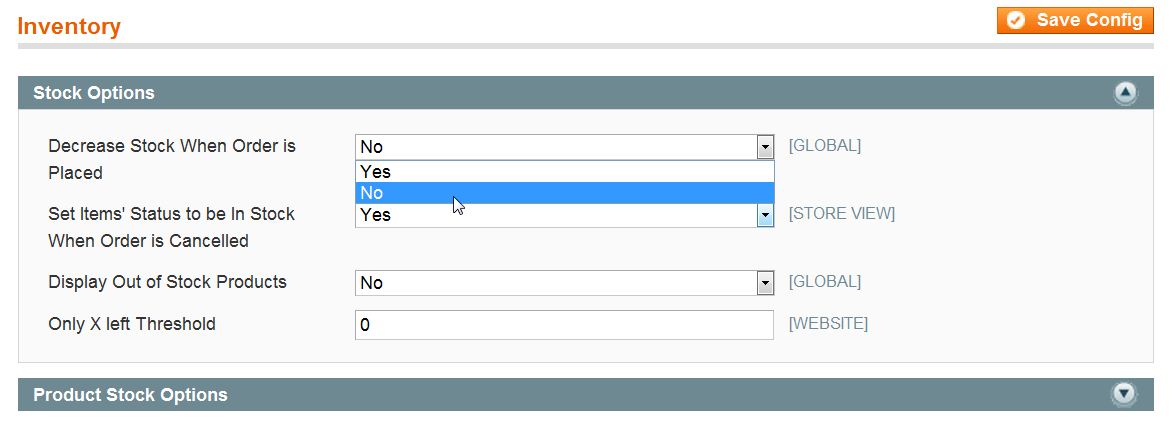 Inventory
Save Config
Stock Options
Decrease Stock When Order is
Placed
No
[GLOBAL]
Yes
No
Set Items' Status to be In Stock
When Order is Cancelled
Yes
[STORE VIEW]
Display Out of Stock Products
No
[GLOBAL]
Only X left Threshold
0
[WEBSITE]
Product Stock Options